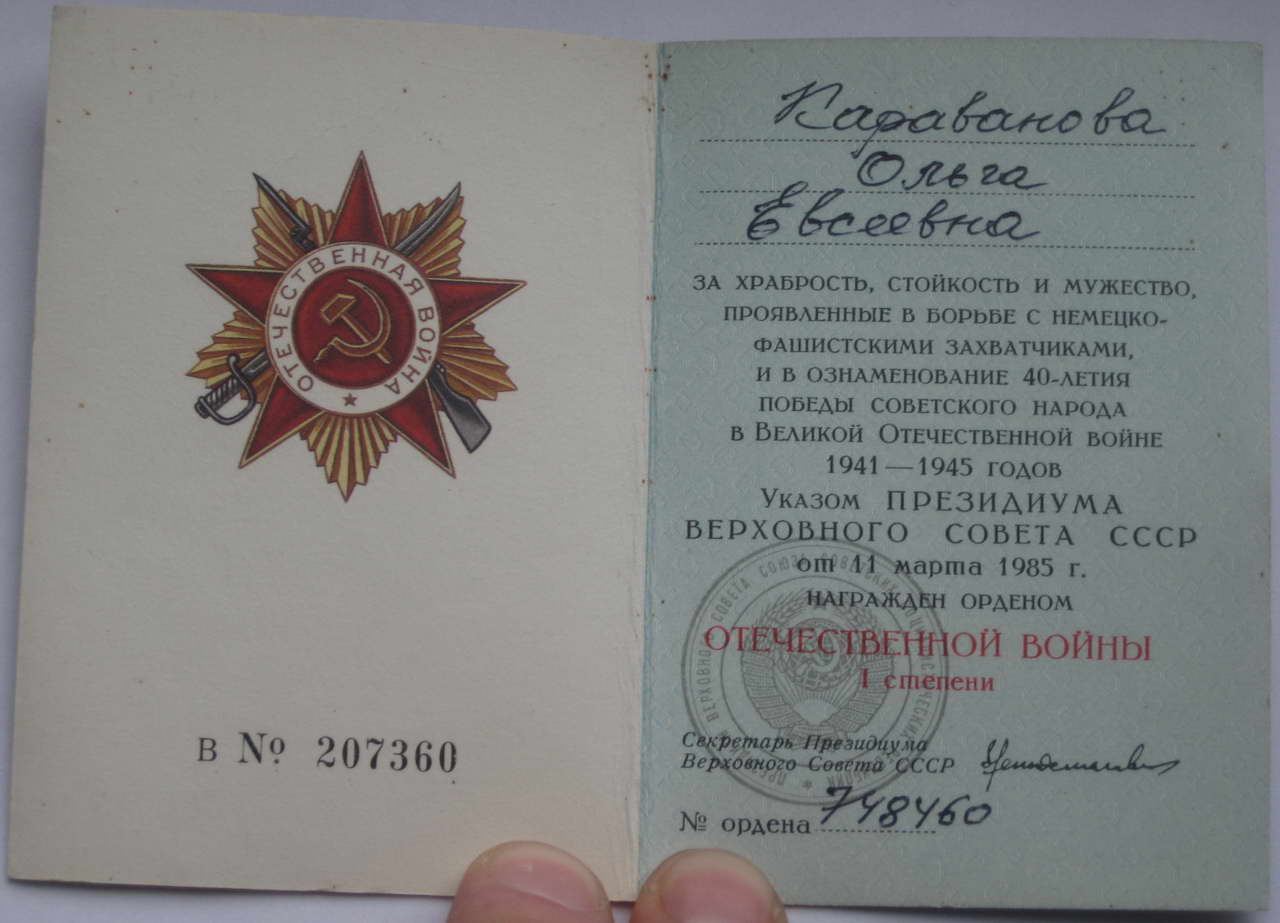 ОТЕЧЕСТВЕННАЯ ВОЙНА
В № 207360
Караванова
Ольга
Евсеевна
ЗА ХРАБРОСТЬ, СТОЙКОСТЬ И МУЖЕСТВО,
ПРОЯВЛЕННЫЕ В БОРЬБЕ С НЕМЕЦКО-
ФАШИСТСКИМИ ЗАХВАТЧИКАМИ,
И В ОЗНАМЕНОВАНИЕ 40-ЛЕТИЯ
ПОБЕДЫ СОВЕТСКОГО НАРОДА
В ВЕЛИКОЙ ОТЕЧЕСТВЕННОЙ ВОЙНЕ
1941—1945 ГОДОВ
УКАЗОМ ПРЕЗИДИУМА
ВЕРХОВНОГО СОВЕТА СССР
от 11 марта 1985 г.
НАГРАЖДЕН ОРДЕНОМ
ОТЕЧЕСТВЕННОЙ ВОЙНЫ
I степени
Секретарь Президиума
Верховного Совета СССР
№ ордена 748460